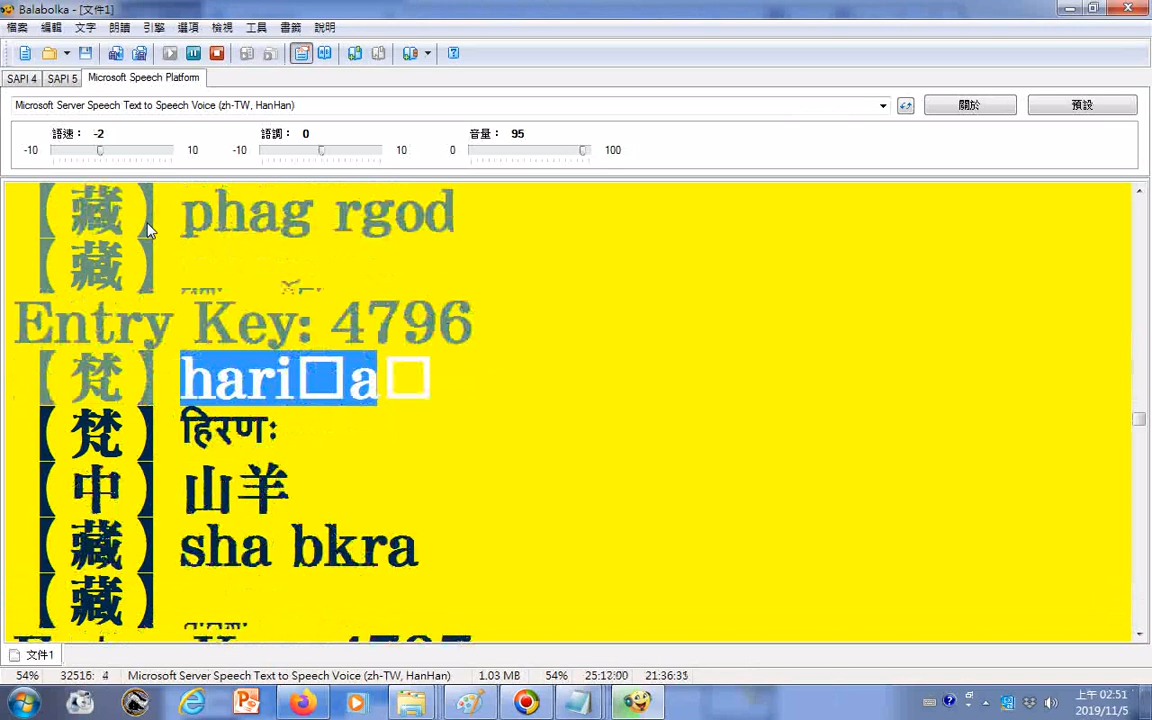 Balabolka - [文件1]
檔案 編輯 文字 朗讀 引擎 選項 檢視 工具 書籤 說明
SAPI 4 SAPI 5 Microsoft Speech Platform
Microsoft Server Speech Text to Speech Voice (zh-TW, HanHan) 關於 預設
語速： -2 語調： 0 音量： 95
-10 10 -10 10 0 100
【藏】 phag rgod
【藏】
Entry Key: 4796
【梵】 hari□a□
【梵】 हिरणः
【中】 山羊
【藏】 sha bkra
【藏】
Entry Key: 4797
文件1
54% 32516: 4 Microsoft Server Speech Text to Speech Voice (zh-TW, HanHan) 1.03 MB 54% 25:12:00 21:36:35
上午 02:51
2019/11/5